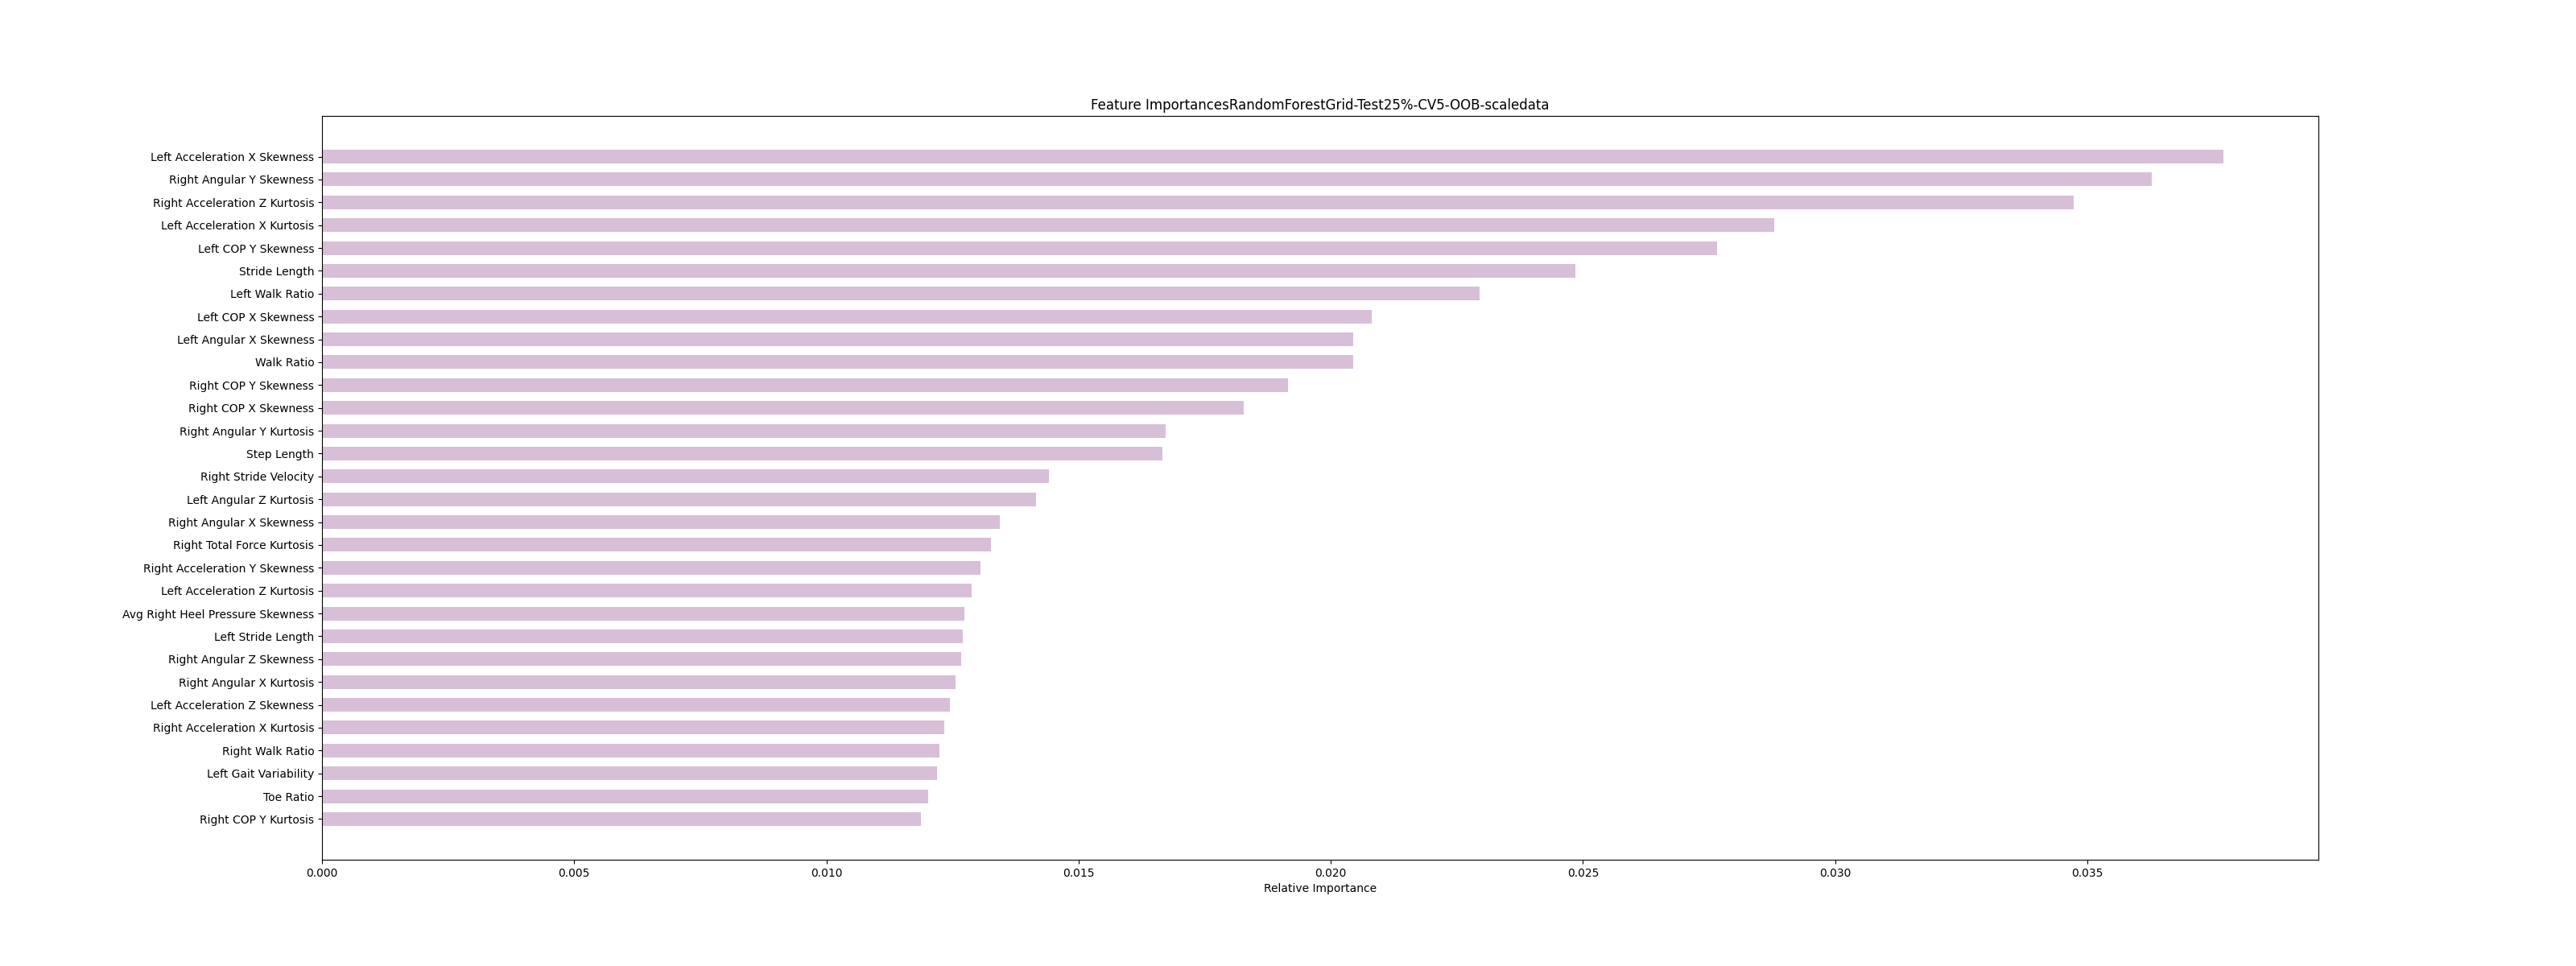 Feature ImportancesRandomForestGrid-Test25%-CV5-OOB-scaledata
Left Acceleration X Skewness
Right Angular Y Skewness
Right Acceleration Z Kurtosis
Left Acceleration X Kurtosis
Left COP Y Skewness
Stride Length
Left Walk Ratio
Left COP X Skewness
Left Angular X Skewness
Walk Ratio
Right COP Y Skewness
Right COP X Skewness
Right Angular Y Kurtosis
Step Length
Right Stride Velocity
Left Angular Z Kurtosis
Right Angular X Skewness
Right Total Force Kurtosis
Right Acceleration Y Skewness
Left Acceleration Z Kurtosis
Avg Right Heel Pressure Skewness
Left Stride Length
Right Angular Z Skewness
Right Angular X Kurtosis
Left Acceleration Z Skewness
Right Acceleration X Kurtosis
Right Walk Ratio
Left Gait Variability
Toe Ratio
Right COP Y Kurtosis
0.000 0.005 0.010 0.015 0.020 0.025 0.030 0.035
Relative Importance